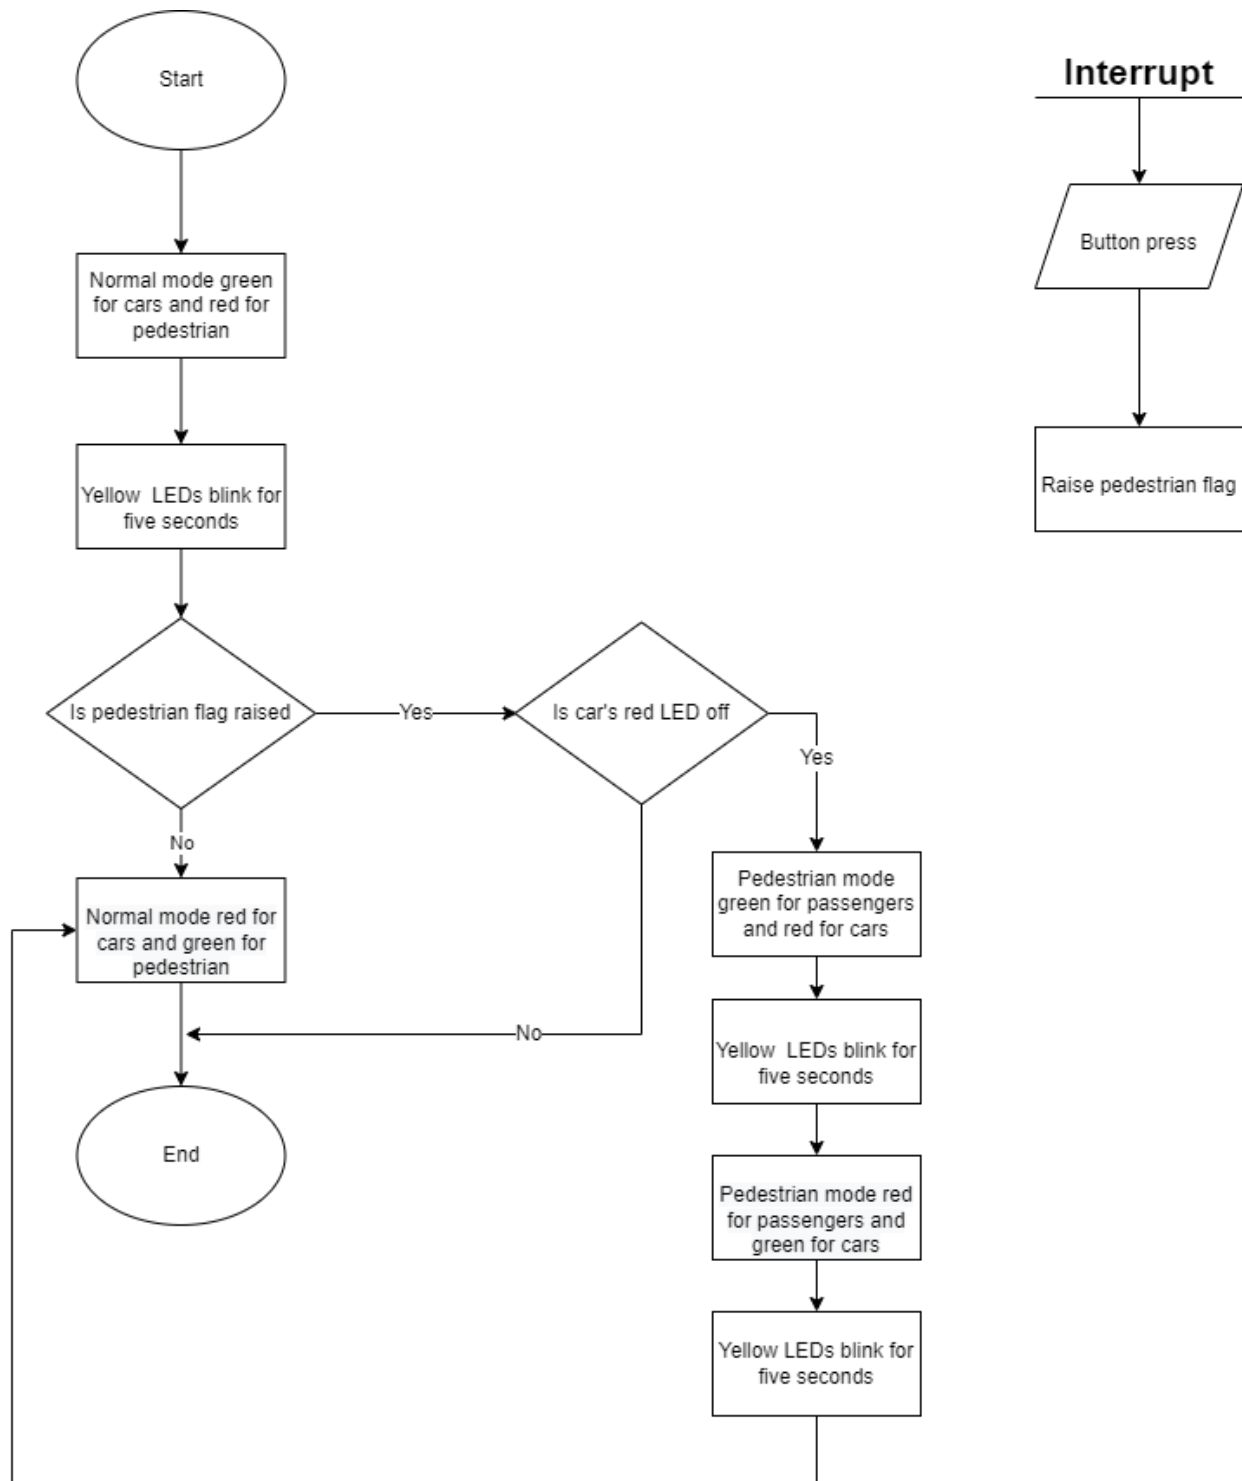 Start
Normal mode green
for cars and red for
pedestrian
Yellow  LEDs blink for
five seconds
Is pedestrian flag raised
Yes
Is car's red LED off
Yes
No
Normal mode red for
cars and green for
pedestrian
No
End
Pedestrian mode
green for passengers
and red for cars
Yellow  LEDs blink for
five seconds
Pedestrian mode red
for passengers and
green for cars
Yellow LEDs blink for
five seconds
Interrupt
Button press
Raise pedestrian flag